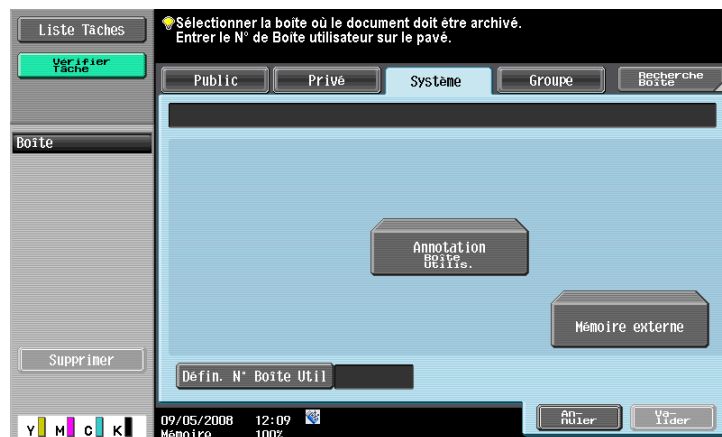 Liste Tâches
Sélectionner la boîte où le document doit être archivé.
Entrer le N° de Boîte utilisateur sur le pavé.
Vérifier
Tâche
Public
Privé
Système
Groupe
Recherche
Boîte
Boîte
Annotation
Boîte
Utilis.
Mémoire externe
Supprimer
Défin. N° Boîte Util
An-
nuler
Va-
lider
Y M C K
09/05/2008 12:09
Mémoire 100%